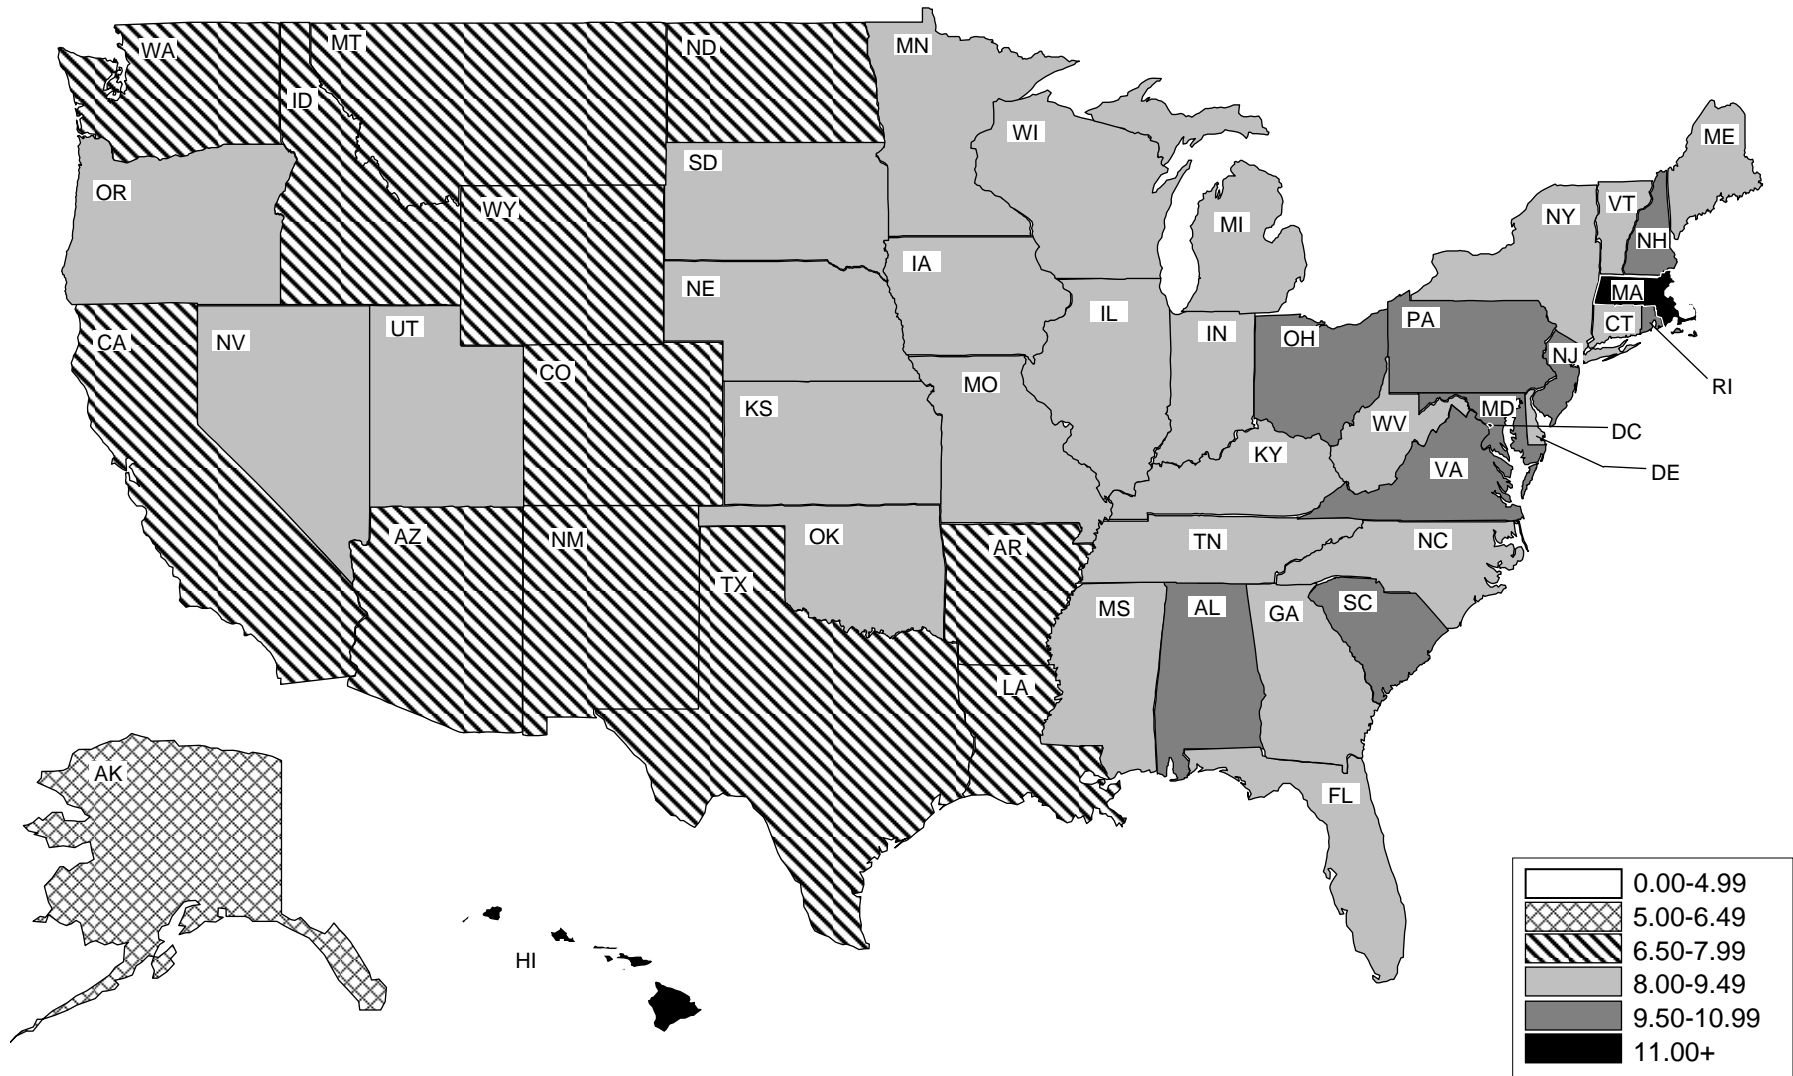 WA
MT
ND
MN
ID
WI
ME
SD
OR
WY
VT
NY
MI
NH
IA
NE
MA
IL
PA
CT
UT
IN
OH
NV
CA
NJ
CO
MO
RI
KS
MD
WV
DC
KY
VA
DE
AZ
OK
NM
AR
TN
NC
TX
SC
MS
AL
GA
LA
AK
FL
HI
0.00-4.99
5.00-6.49
6.50-7.99
8.00-9.49
9.50-10.99
11.00+